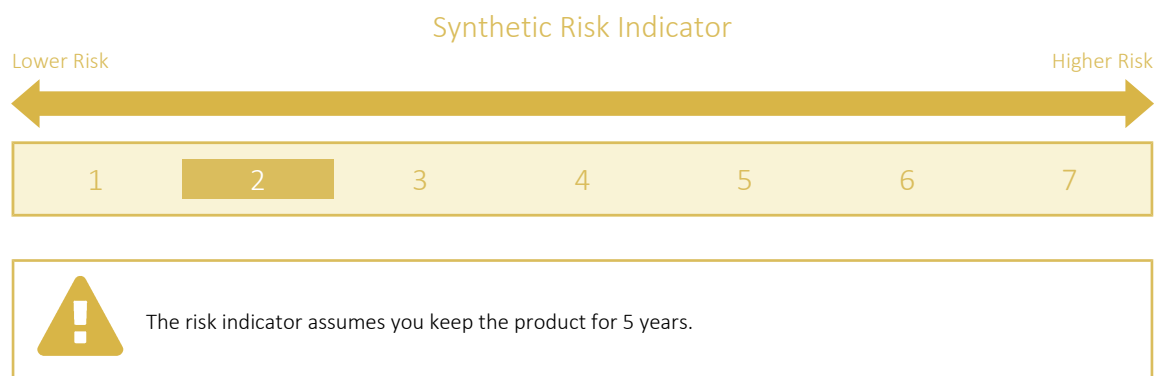 Synthetic Risk Indicator
Lower Risk Higher Risk
1 2 3 4 5 6 7
The risk indicator assumes you keep the product for 5 years.